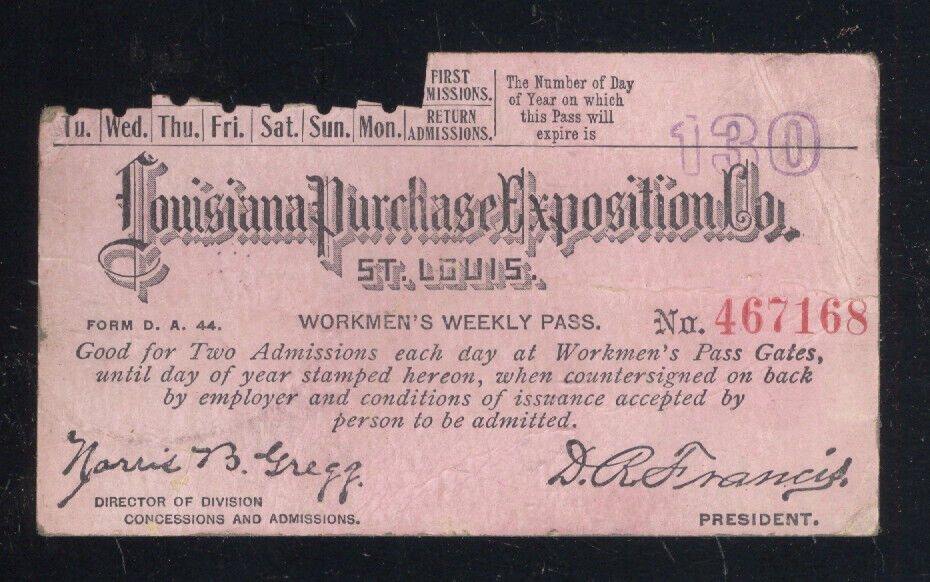 FIRST
MISSIONS.
RETURN
ADMISSIONS.
The Number of Day
of Year on which
this Pass will
expire is
130
Tu. Wed. Thu. Fri. Sat. Sun. Mon.
Louisiana Purchase Exposition Co.
ST. LOUIS.
FORM D. A. 44.
WORKMEN'S WEEKLY PASS.
No. 467168
Good for Two Admissions each day at Workmen's Pass Gates,
until day of year stamped hereon, when countersigned on back
by employer and conditions of issuance accepted by
person to be admitted.
Norris B. Gregg.
D. R. Francis.
DIRECTOR OF DIVISION
CONCESSIONS AND ADMISSIONS.
PRESIDENT.